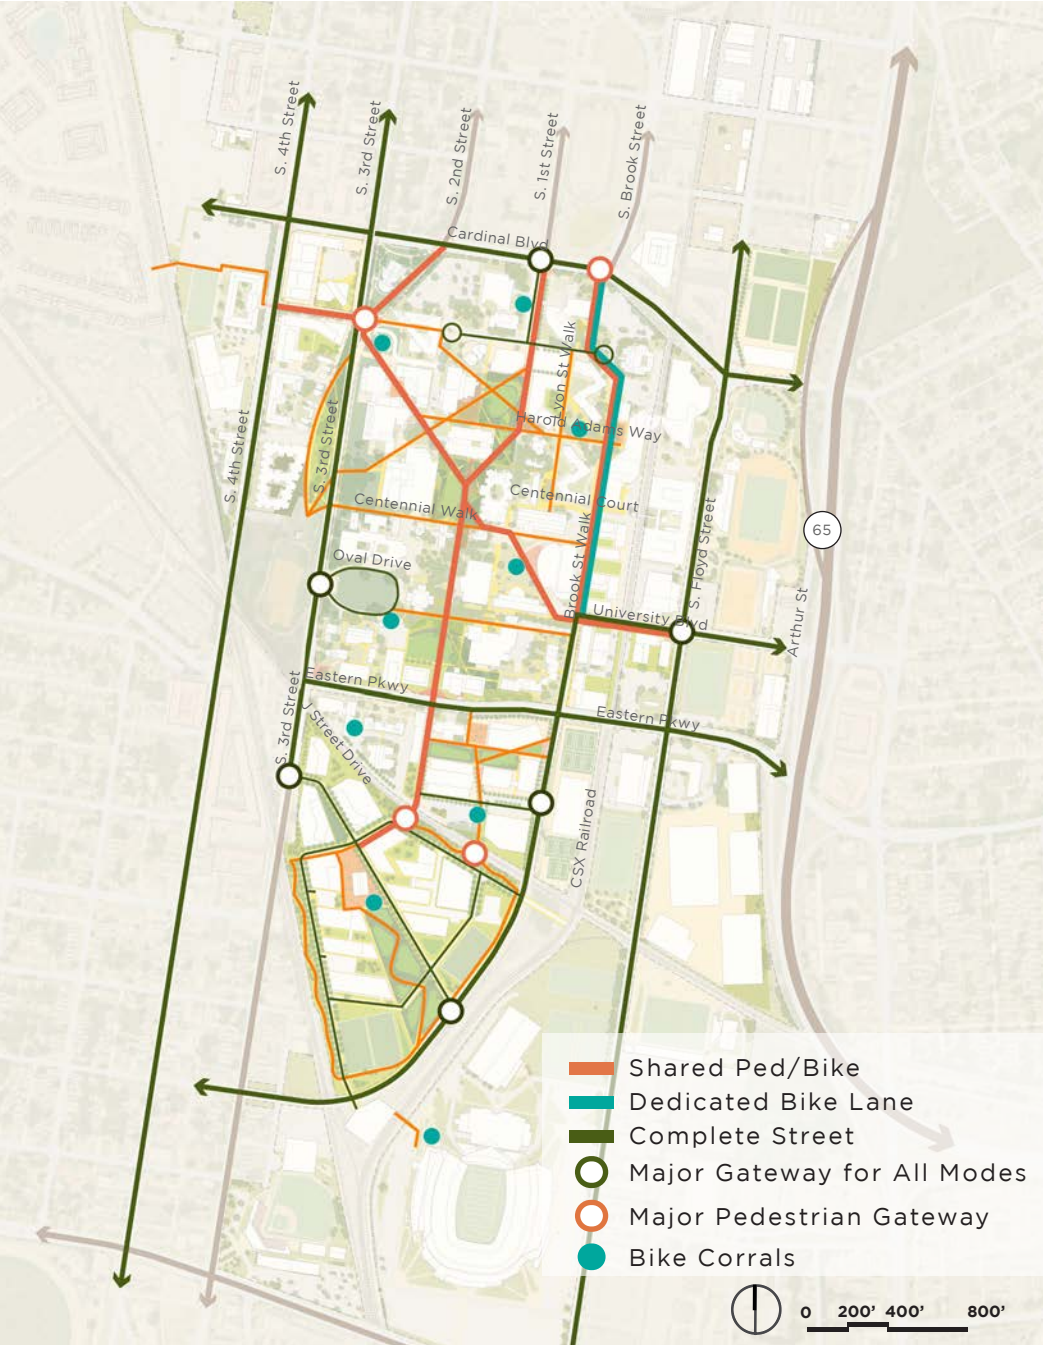 S. 4th Street
S. 3rd Street
S. 2nd Street
S. 1st Street
S. Brook Street
Cardinal Blvd
Lyon St Walk
Harold Adams Way
S. 4th Street
S. 3rd Street
Centennial Walk
Centennial Court
S. Floyd Street
65
Oval Drive
Brook St Walk
University Blvd
Arthur St
Eastern Pkwy
Eastern Pkwy
S. 3rd Street
J Street Drive
CSX Railroad
Shared Ped/Bike
Dedicated Bike Lane
Complete Street
Major Gateway for All Modes
Major Pedestrian Gateway
Bike Corrals
0 200' 400' 800'